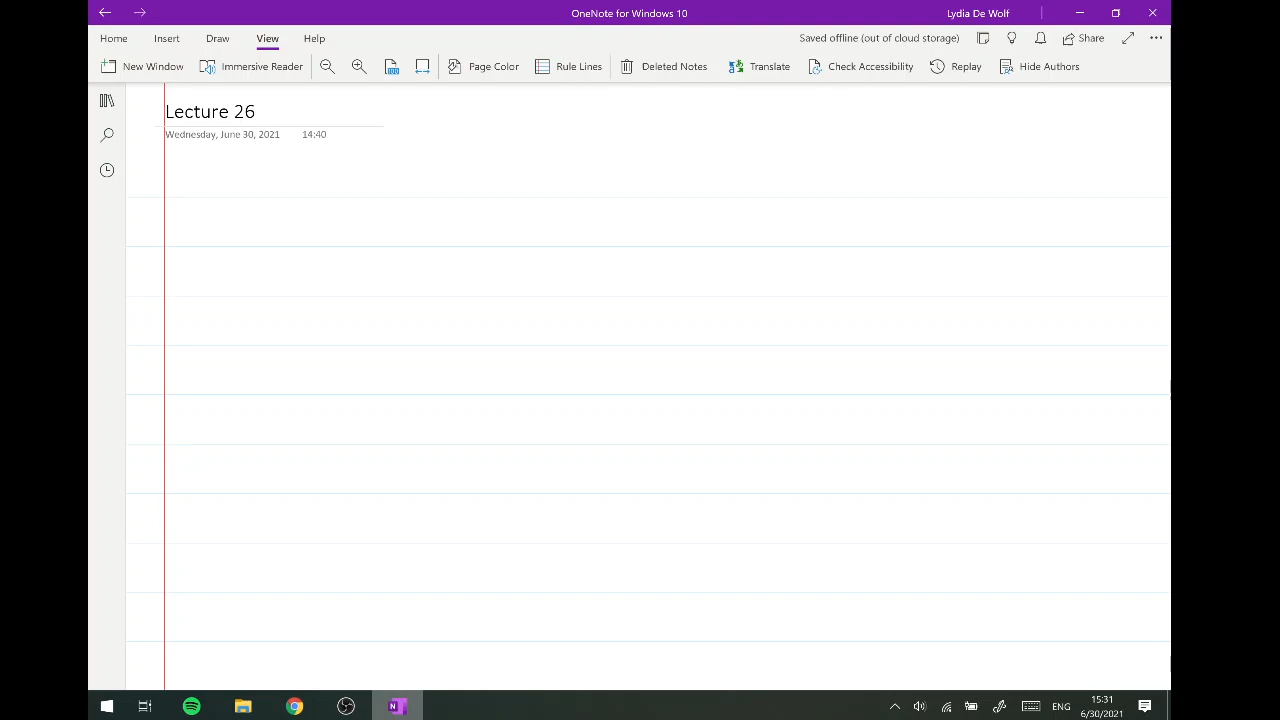 OneNote for Windows 10
Lydia De Wolf
Home Insert Draw View Help
Saved offline (out of cloud storage) Share
New Window Immersive Reader Page Color Rule Lines Deleted Notes Translate Check Accessibility Replay Hide Authors
Lecture 26
Wednesday, June 30, 2021 14:40
N ENG 15:31
6/30/2021